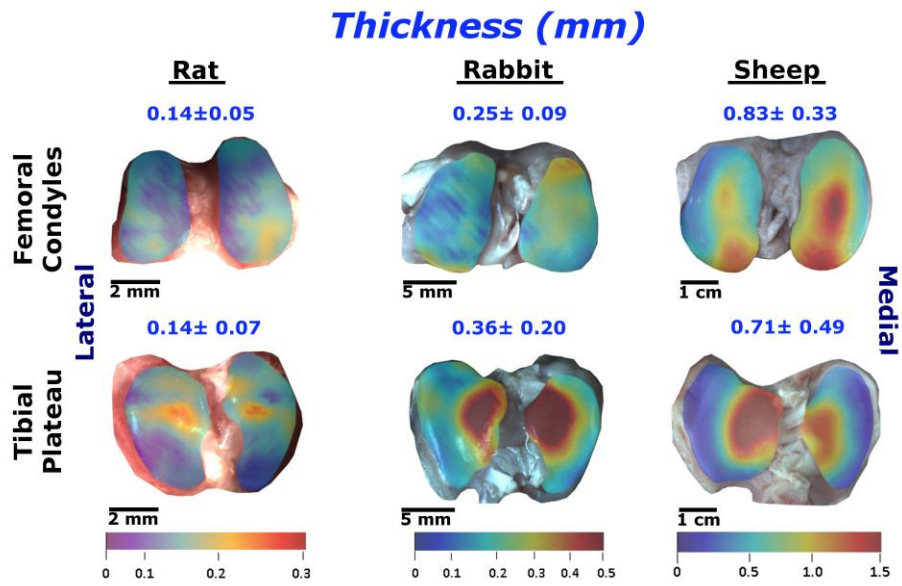 Thickness (mm)
Rat Rabbit Sheep
0.14±0.05 0.25± 0.09 0.83± 0.33
Femoral
Condyles
2 mm 5 mm 1 cm
Lateral
Medial
0.14± 0.07 0.36± 0.20 0.71± 0.49
Tibial
Plateau
2 mm 5 mm 1 cm
0 0.1 0.2 0.3 0 0.1 0.2 0.3 0.4 0.5 0 0.5 1.0 1.5